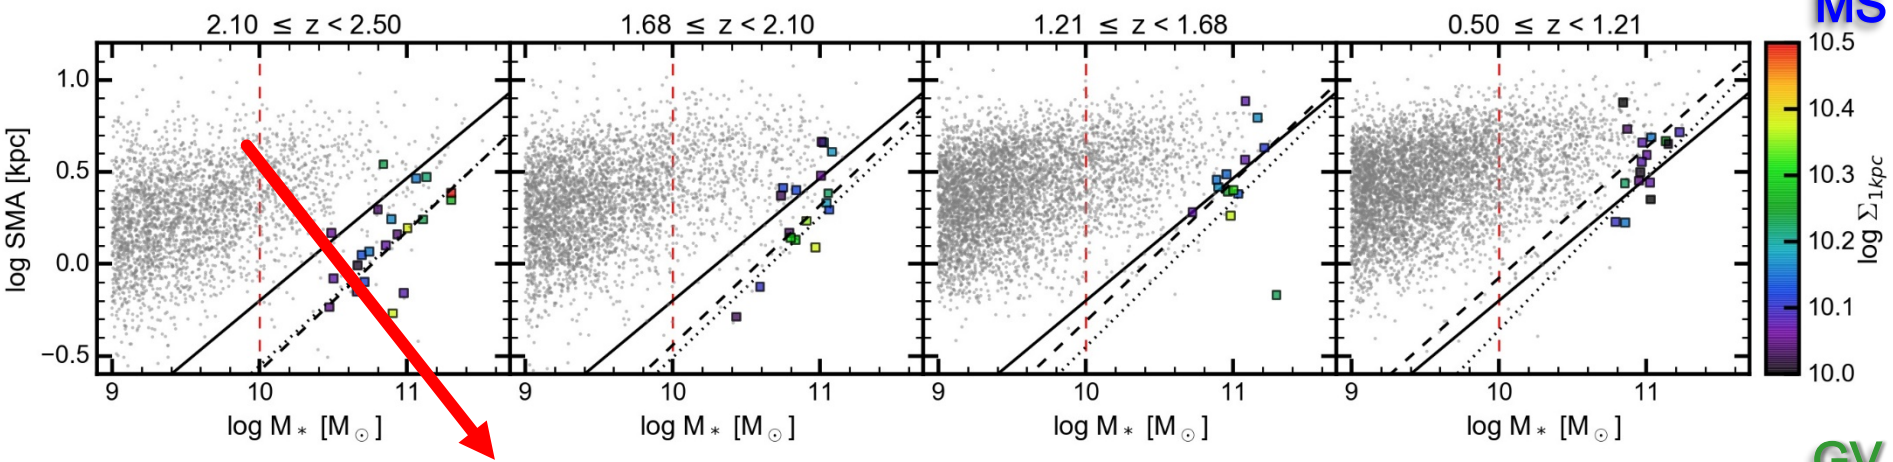 MS
2.10 ≤ z < 2.50
1.68 ≤ z < 2.10
1.21 ≤ z < 1.68
0.50 ≤ z < 1.21
log SMA [kpc]
1.0
0.5
0.0
−0.5
9 10 11
9 10 11
9 10 11
9 10 11
log M* [M☉]
log M* [M☉]
log M* [M☉]
log M* [M☉]
10.5
10.4
10.3
10.2
10.1
10.0
log Σ1kpc
GV